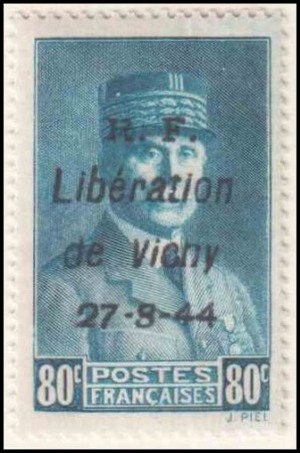 R. F.
Libération
de Vichy
27-8-44
80c POSTES 80c
FRANÇAISES
J. PIEL